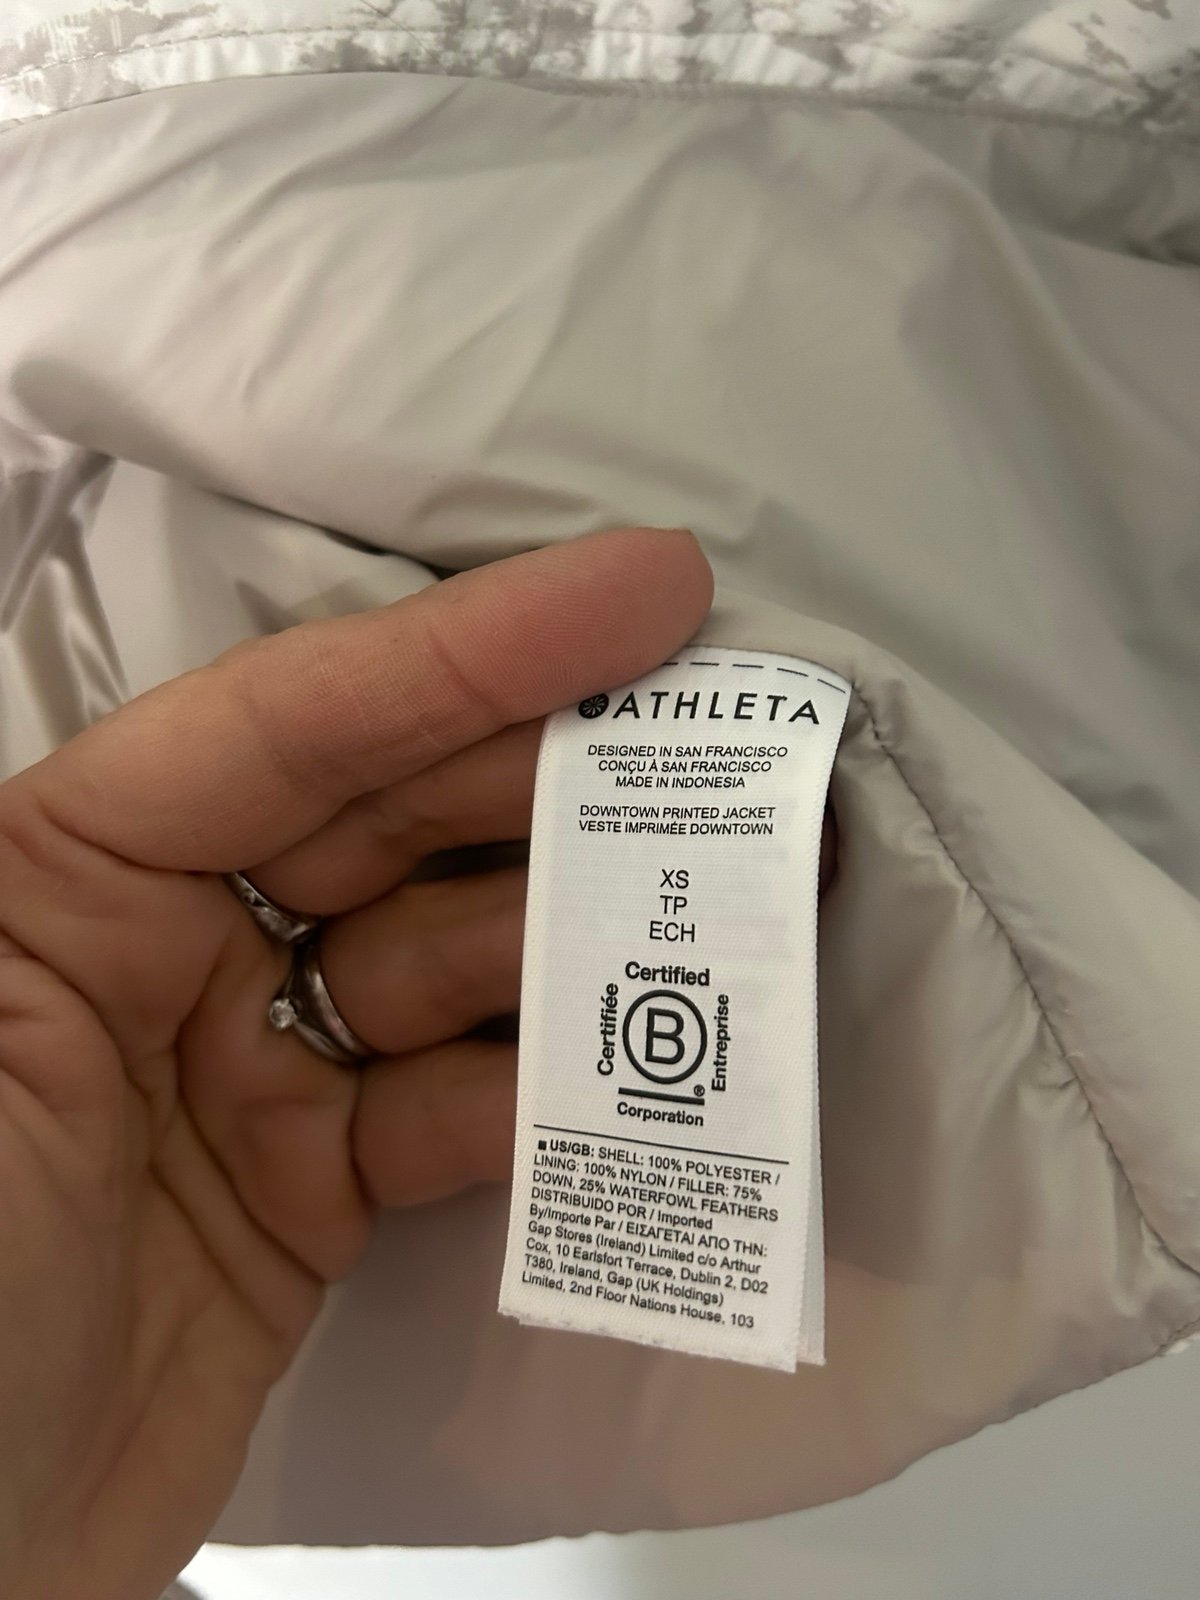 ATHLETA
DESIGNED IN SAN FRANCISCO
CONÇU À SAN FRANCISCO
MADE IN INDONESIA
DOWNTOWN PRINTED JACKET
VESTE IMPRIMÉE DOWNTOWN
XS
TP
ECH
Certified
Certifiée
B
®
Entreprise
Corporation
■ US/GB: SHELL: 100% POLYESTER /
LINING: 100% NYLON / FILLER: 75%
DOWN, 25% WATERFOWL FEATHERS
DISTRIBUIDO POR / Imported
By/Importe Par / ΕΙΣΑΓΕΤΑΙ ΑΠΟ ΤΗΝ:
Gap Stores (Ireland) Limited c/o Arthur
Cox, 10 Earlsfort Terrace, Dublin 2, D02
T380, Ireland, Gap (UK Holdings)
Limited, 2nd Floor Nations House, 103